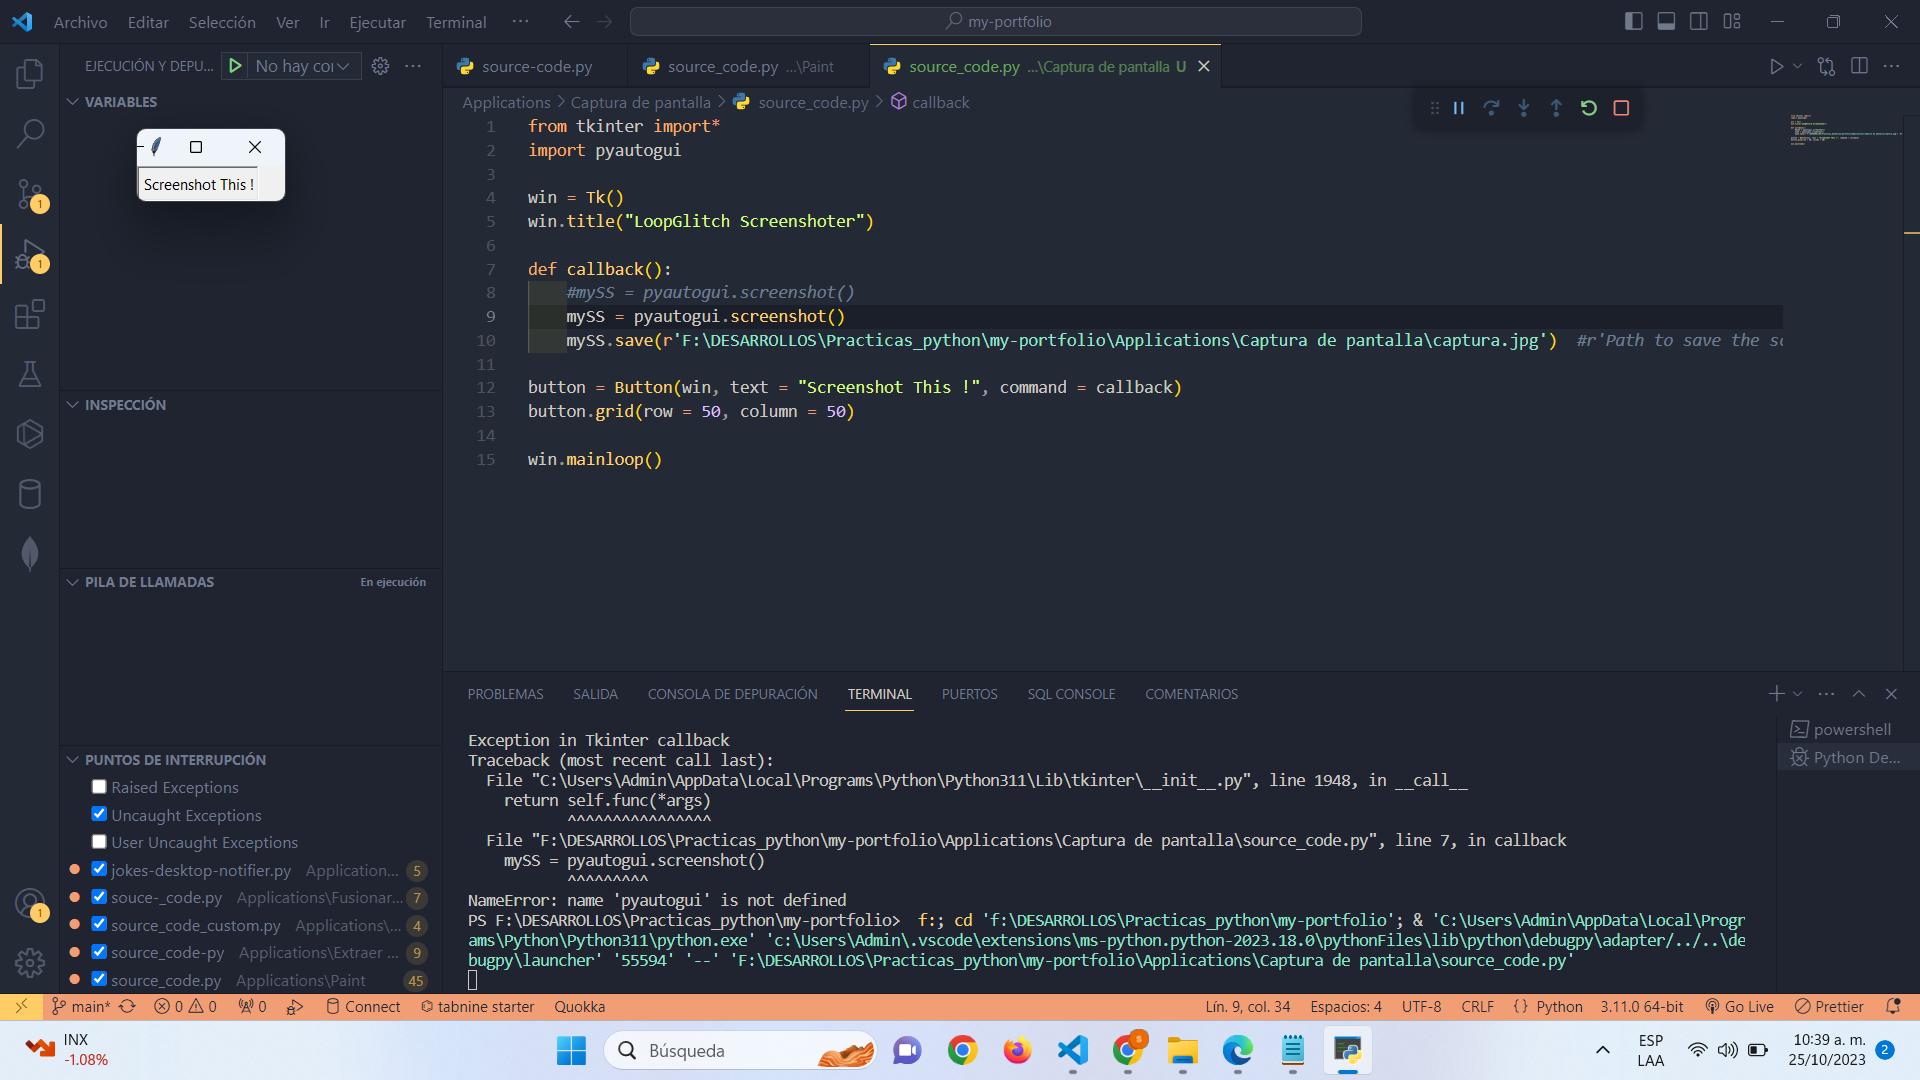 Archivo Editar Selección Ver Ir Ejecutar Terminal ··· my-portfolio
EJECUCIÓN Y DEPU... No hay co ···
VARIABLES
Screenshot This !
INSPECCIÓN
PILA DE LLAMADAS En ejecución
PUNTOS DE INTERRUPCIÓN
Raised Exceptions
Uncaught Exceptions
User Uncaught Exceptions
jokes-desktop-notifier.py Application... 5
souce-_code.py Applications\Fusionar... 7
source_code_custom.py Applications\... 4
source_code-py Applications\Extraer ... 9
source_code.py Applications\Paint 45
1
1
1
source-code.py source_code.py ...\Paint source_code.py ...\Captura de pantalla U
Applications > Captura de pantalla > source_code.py > callback
1 from tkinter import*
2 import pyautogui
3
4 win = Tk()
5 win.title("LoopGlitch Screenshoter")
6
7 def callback():
8 #mySS = pyautogui.screenshot()
9 mySS = pyautogui.screenshot()
10 mySS.save(r'F:\DESARROLLOS\Practicas_python\my-portfolio\Applications\Captura de pantalla\captura.jpg') #r'Path to save the sc
11
12 button = Button(win, text = "Screenshot This !", command = callback)
13 button.grid(row = 50, column = 50)
14
15 win.mainloop()
PROBLEMAS SALIDA CONSOLA DE DEPURACIÓN TERMINAL PUERTOS SQL CONSOLE COMENTARIOS
powershell
Python De...
Exception in Tkinter callback
Traceback (most recent call last):
File "C:\Users\Admin\AppData\Local\Programs\Python\Python311\Lib\tkinter\__init__.py", line 1948, in __call__
return self.func(*args)
^^^^^^^^^^^^^^^^
File "F:\DESARROLLOS\Practicas_python\my-portfolio\Applications\Captura de pantalla\source_code.py", line 7, in callback
mySS = pyautogui.screenshot()
^^^^^^^^^
NameError: name 'pyautogui' is not defined
PS F:\DESARROLLOS\Practicas_python\my-portfolio> f:; cd 'f:\DESARROLLOS\Practicas_python\my-portfolio'; & 'C:\Users\Admin\AppData\Local\Progr
ams\Python\Python311\python.exe' 'c:\Users\Admin\.vscode\extensions\ms-python.python-2023.18.0\pythonFiles\lib\python\debugpy\adapter/../..\de
bugpy\launcher' '55594' '--' 'F:\DESARROLLOS\Practicas_python\my-portfolio\Applications\Captura de pantalla\source_code.py'
main* 0 0 0 Connect tabnine starter Quokka Lín. 9, col. 34 Espacios: 4 UTF-8 CRLF {} Python 3.11.0 64-bit Go Live Prettier
INX
-1.08%
Búsqueda
S
ESP
LAA
10:39 a. m.
25/10/2023
2